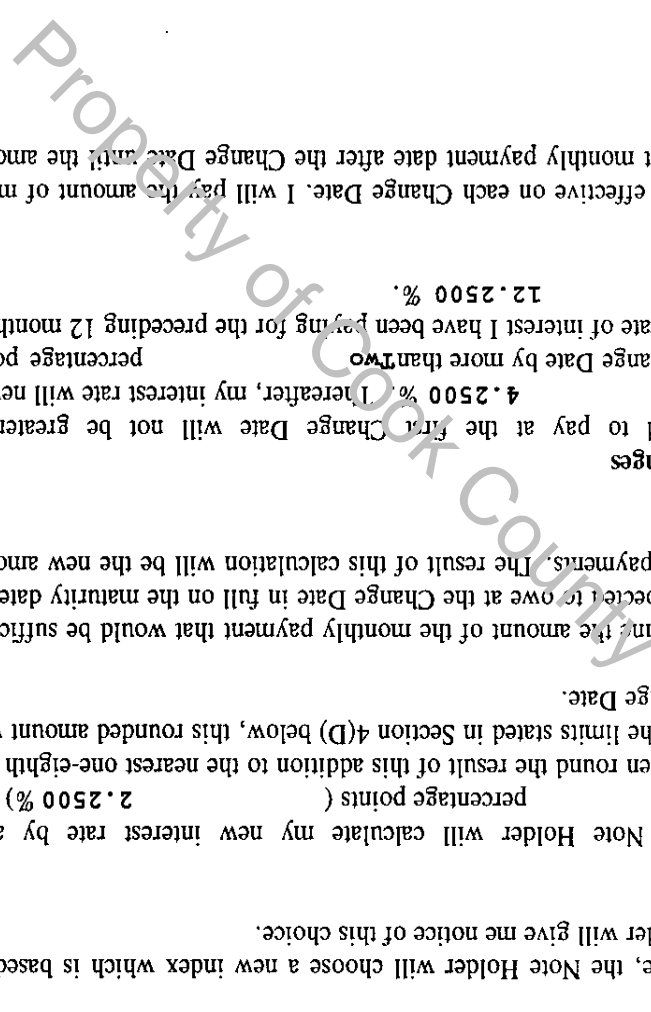 e, the Note Holder will choose a new index which is based
der will give me notice of this choice.
Note Holder will calculate my new interest rate by a
percentage points ( 2.2500 %)
en round the result of this addition to the nearest one-eighth
he limits stated in Section 4(D) below, this rounded amount
ge Date.
ine the amount of the monthly payment that would be suffic
pected to owe at the Change Date in full on the maturity date
payments. The result of this calculation will be the new amo
nges
d to pay at the first Change Date will not be greater
4.2500 %. Thereafter, my interest rate will ne
ange Date by more than Two percentage po
ate of interest I have been paying for the preceding 12 month
12.2500 %.
effective on each Change Date. I will pay the amount of m
t monthly payment date after the Change Date until the amo
Property of Cook County